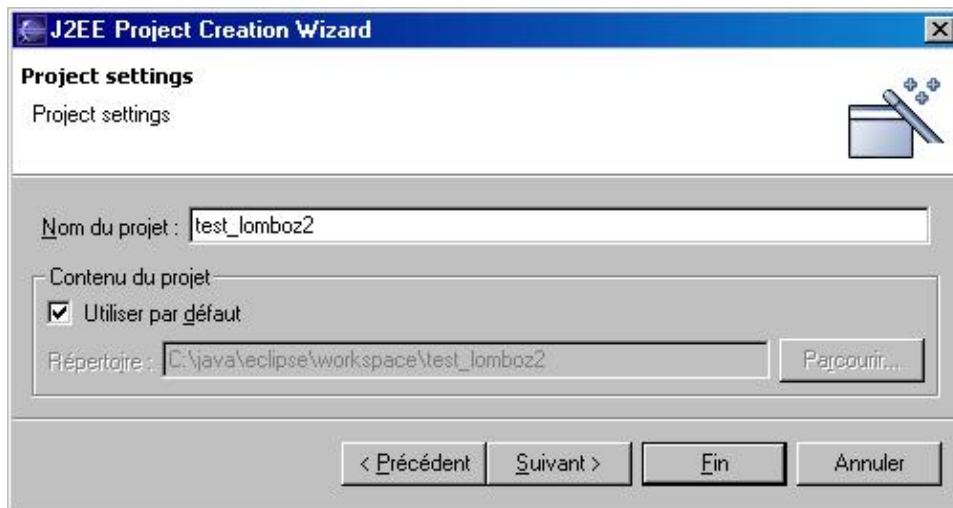 J2EE Project Creation Wizard
Project settings
Project settings
Nom du projet : test_lomboz2
Contenu du projet
Utiliser par défaut
Répertoire : C:\java\eclipse\workspace\test_lomboz2 Parcourir...
< Précédent Suivant > Fin Annuler